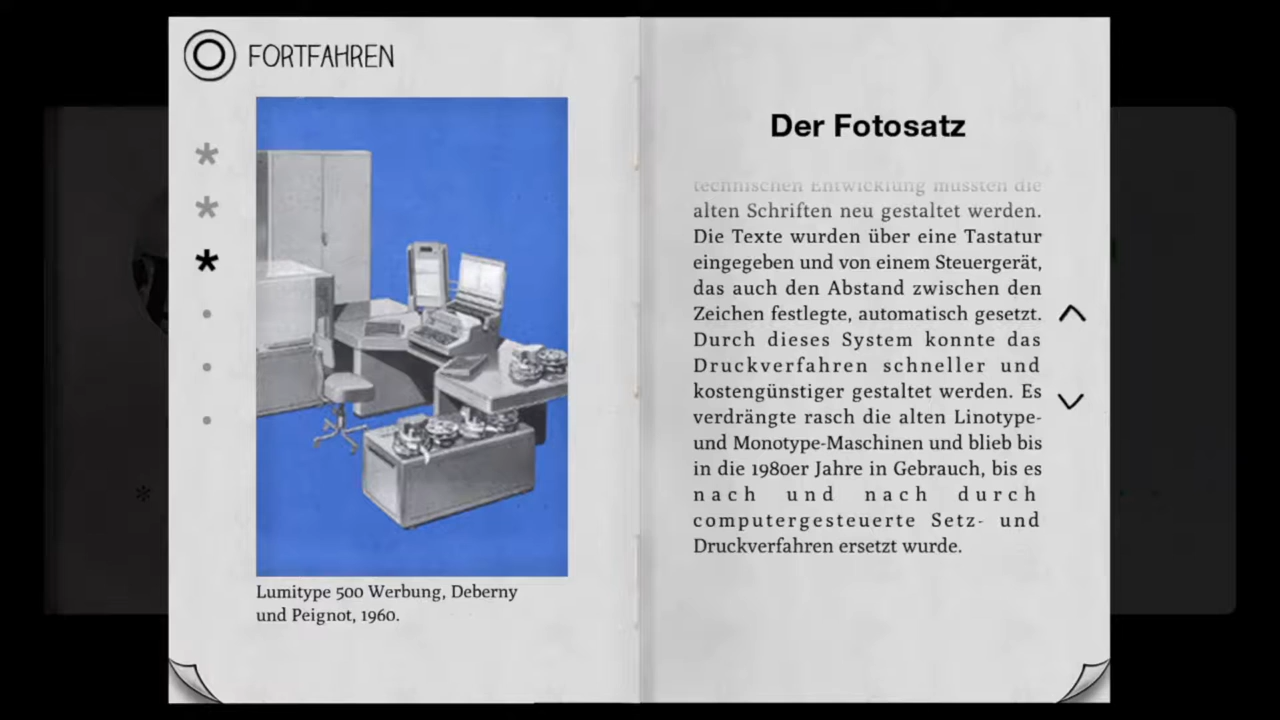 FORTFAHREN
Lumitype 500 Werbung, Deberny
und Peignot, 1960.
Der Fotosatz
technischen Entwicklung mussten die
alten Schriften neu gestaltet werden.
Die Texte wurden über eine Tastatur
eingegeben und von einem Steuergerät,
das auch den Abstand zwischen den
Zeichen festlegte, automatisch gesetzt.
Durch dieses System konnte das
Druckverfahren schneller und
kostengünstiger gestaltet werden. Es
verdrängte rasch die alten Linotype-
und Monotype-Maschinen und blieb bis
in die 1980er Jahre in Gebrauch, bis es
nach und nach durch
computergesteuerte Setz- und
Druckverfahren ersetzt wurde.